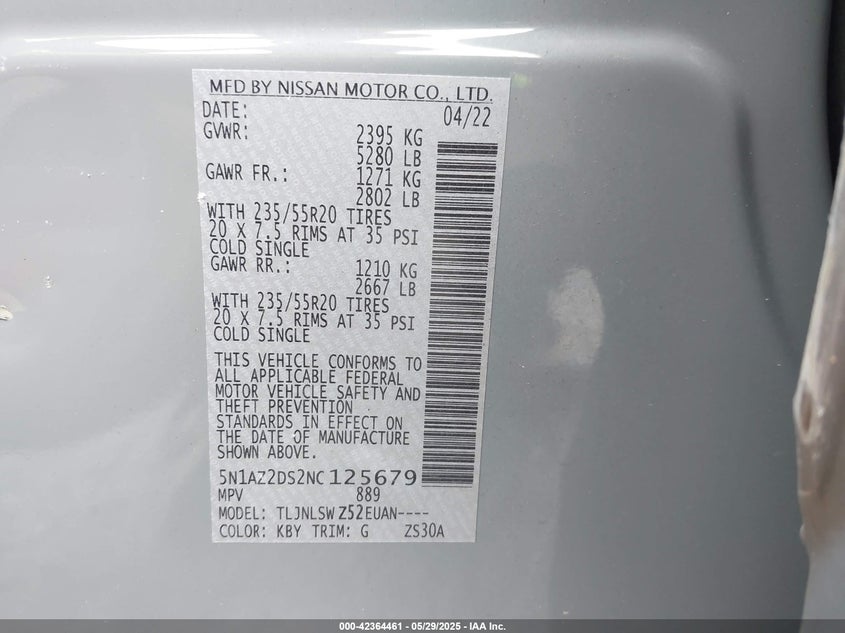 MFD BY NISSAN MOTOR CO., LTD.
DATE: 04/22
GVWR: 2395 KG
5280 LB
GAWR FR.: 1271 KG
2802 LB
WITH 235/55R20 TIRES
20 X 7.5 RIMS AT 35 PSI
COLD SINGLE
GAWR RR.: 1210 KG
2667 LB
WITH 235/55R20 TIRES
20 X 7.5 RIMS AT 35 PSI
COLD SINGLE
THIS VEHICLE CONFORMS TO
ALL APPLICABLE FEDERAL
MOTOR VEHICLE SAFETY AND
THEFT PREVENTION
STANDARDS IN EFFECT ON
THE DATE OF MANUFACTURE
SHOWN ABOVE.
5N1AZ2DS2NC125679
MPV 889
MODEL: TLJNLSWZ52EUAN----
COLOR: KBY TRIM: G ZS30A
000-42364461 - 05/29/2025 - IAA Inc.